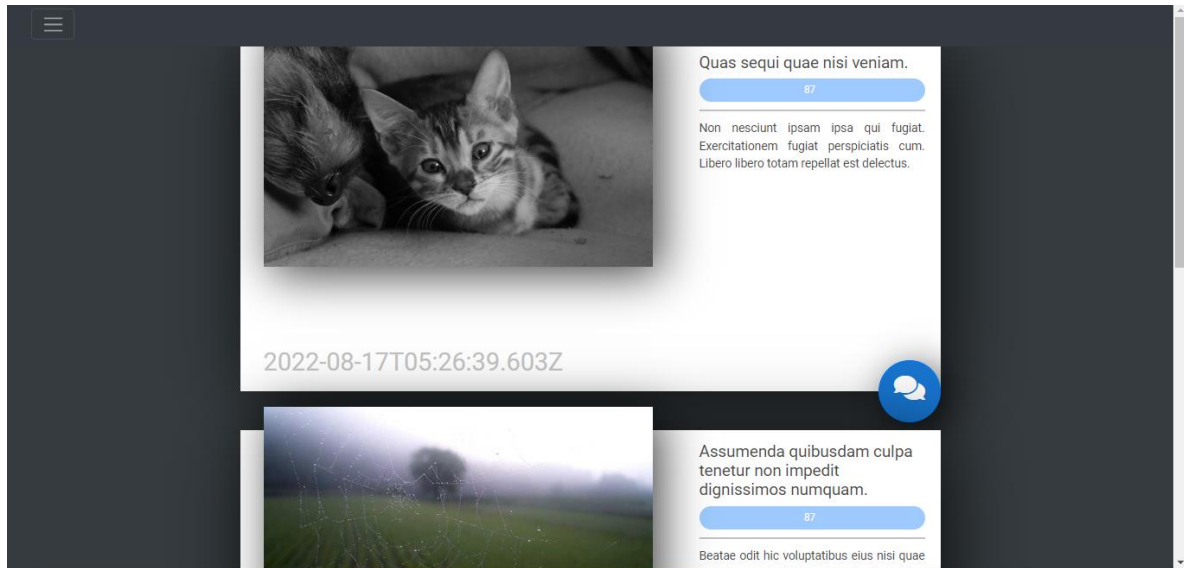 Quas sequi quae nisi veniam.
87
Non nesciunt ipsam ipsa qui fugiat.
Exercitationem fugiat perspiciatis cum.
Libero libero totam repellat est delectus.
2022-08-17T05:26:39.603Z
Assumenda quibusdam culpa
tenetur non impedit
dignissimos numquam.
87
Beatae odit hic voluptatibus eius nisi quae